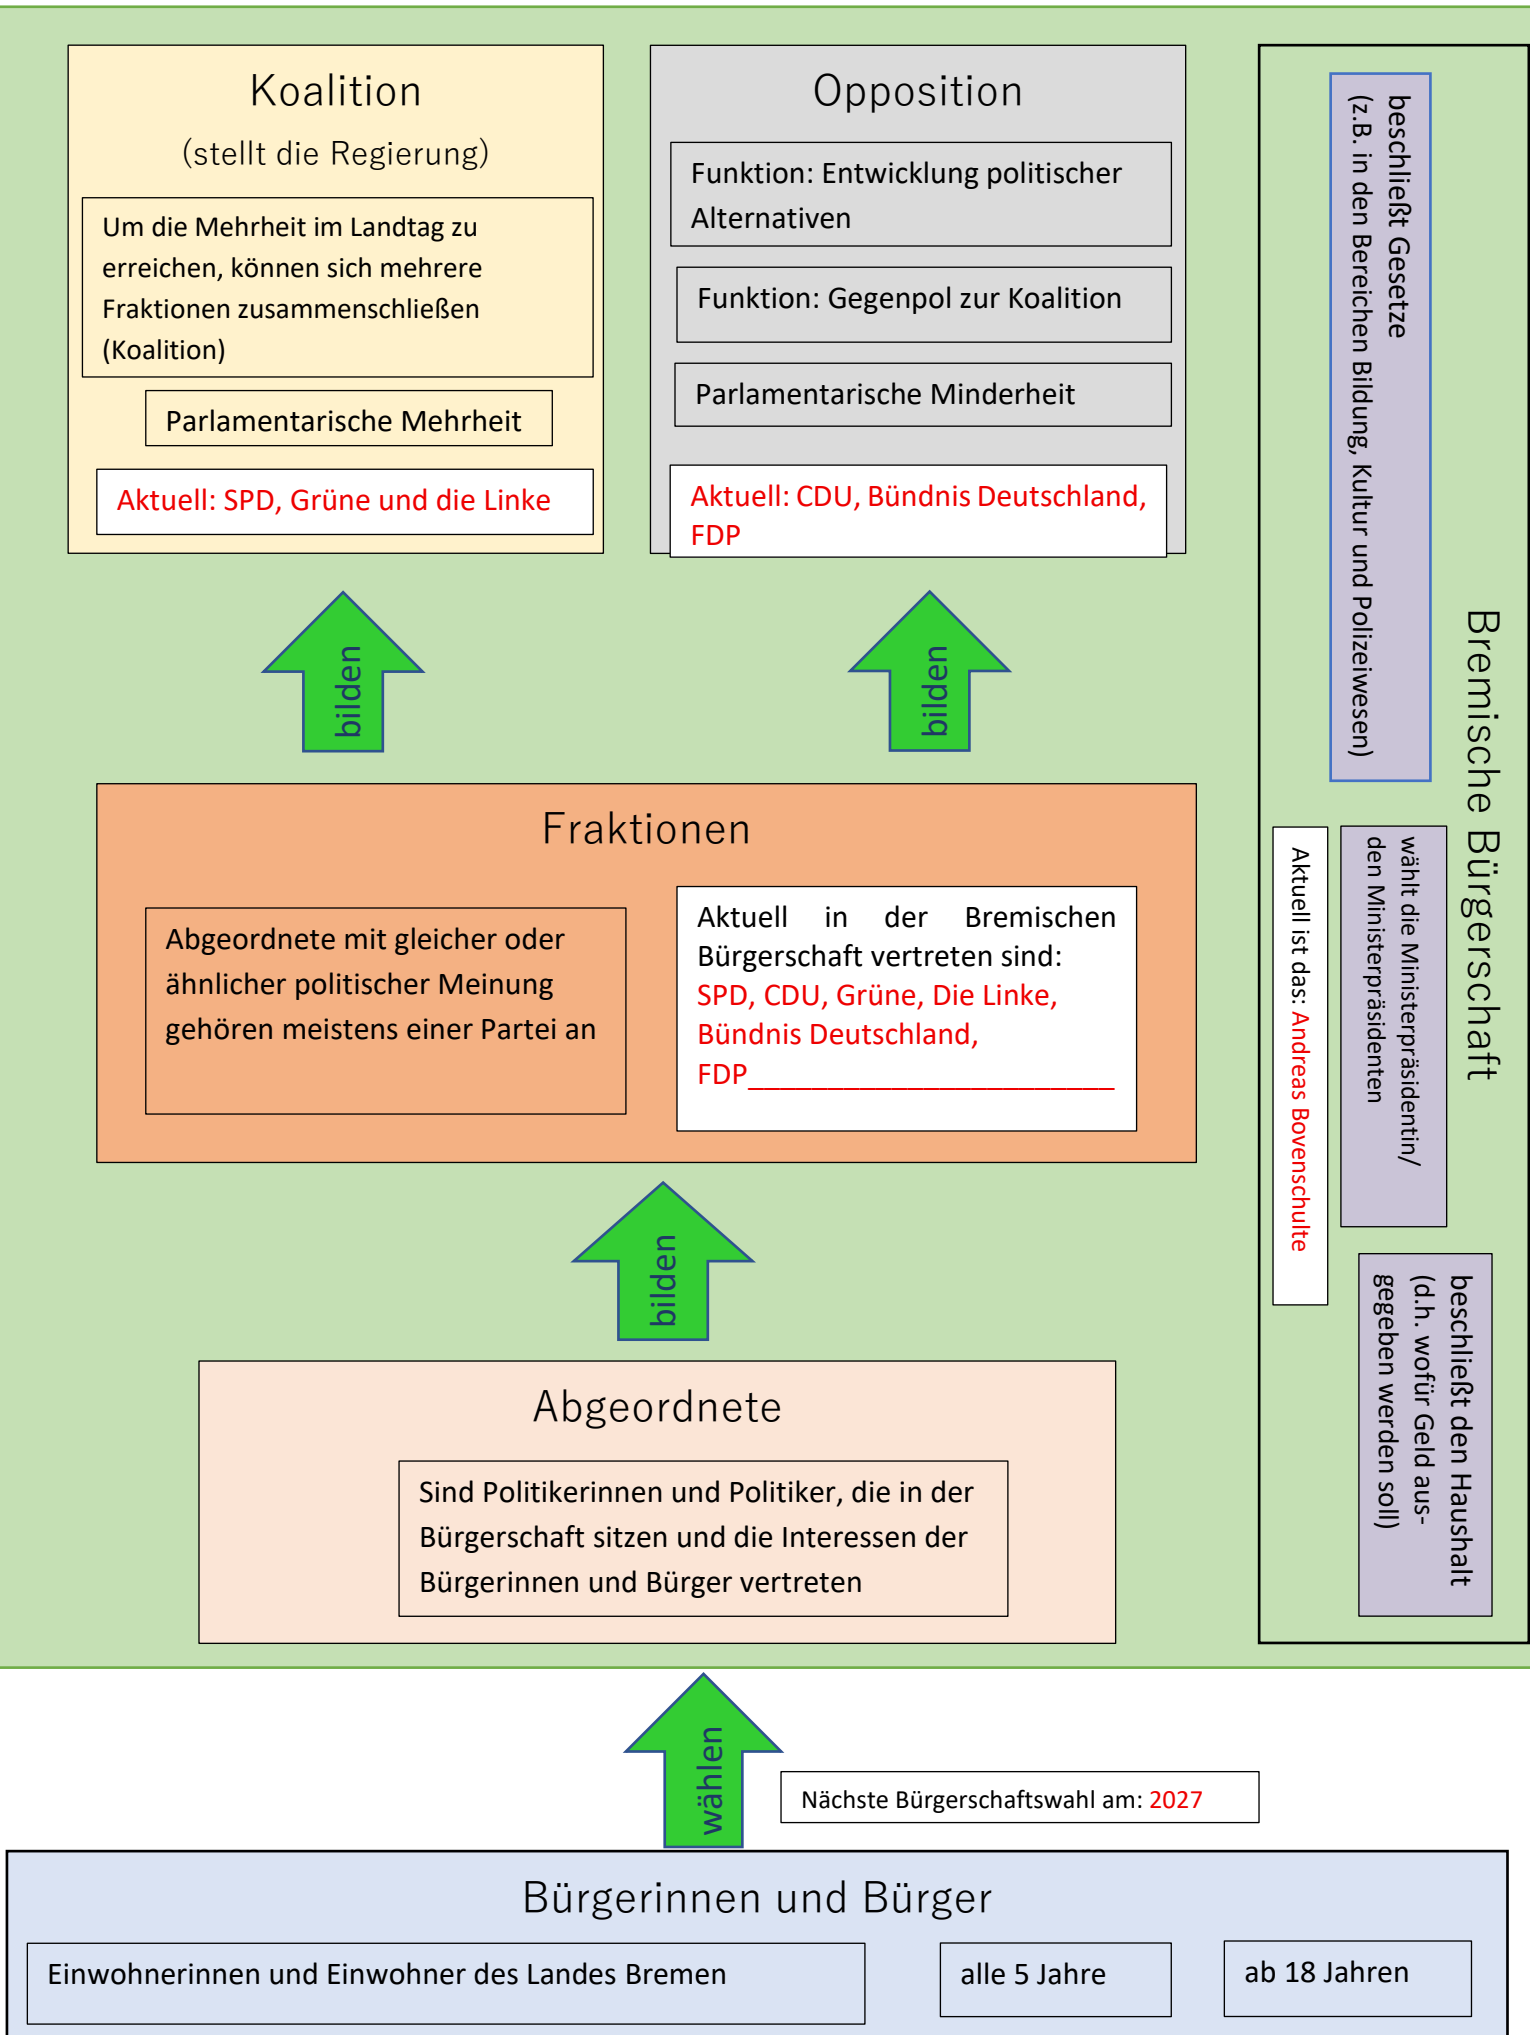 Koalition
(stellt die Regierung)
Um die Mehrheit im Landtag zu
erreichen, können sich mehrere
Fraktionen zusammenschließen
(Koalition)
Parlamentarische Mehrheit
Aktuell: SPD, Grüne und die Linke
Opposition
Funktion: Entwicklung politischer
Alternativen
Funktion: Gegenpol zur Koalition
Parlamentarische Minderheit
Aktuell: CDU, Bündnis Deutschland,
FDP
bilden
bilden
Fraktionen
Abgeordnete mit gleicher oder
ähnlicher politischer Meinung
gehören meistens einer Partei an
Aktuell in der Bremischen
Bürgerschaft vertreten sind:
SPD, CDU, Grüne, Die Linke,
Bündnis Deutschland,
FDP_______________________
bilden
Abgeordnete
Sind Politikerinnen und Politiker, die in der
Bürgerschaft sitzen und die Interessen der
Bürgerinnen und Bürger vertreten
Bremische Bürgerschaft
beschließt Gesetze
(z.B. in den Bereichen Bildung, Kultur und Polizeiwesen)
wählt die Ministerpräsidentin/
den Ministerpräsidenten
Aktuell ist das: Andreas Bovenschulte
beschließt den Haushalt
(d.h. wofür Geld aus-
gegeben werden soll)
wählen
Nächste Bürgerschaftswahl am: 2027
Bürgerinnen und Bürger
Einwohnerinnen und Einwohner des Landes Bremen
alle 5 Jahre
ab 18 Jahren